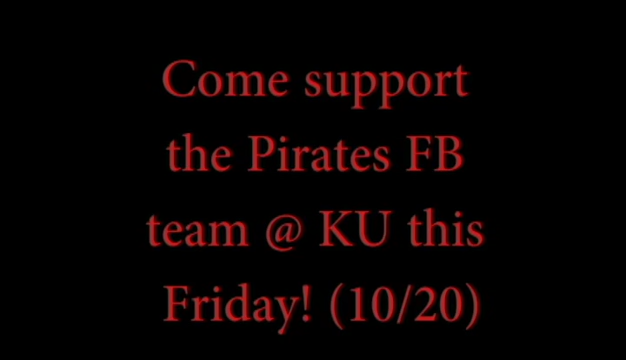 Come support
the Pirates FB
team @ KU this
Friday! (10/20)